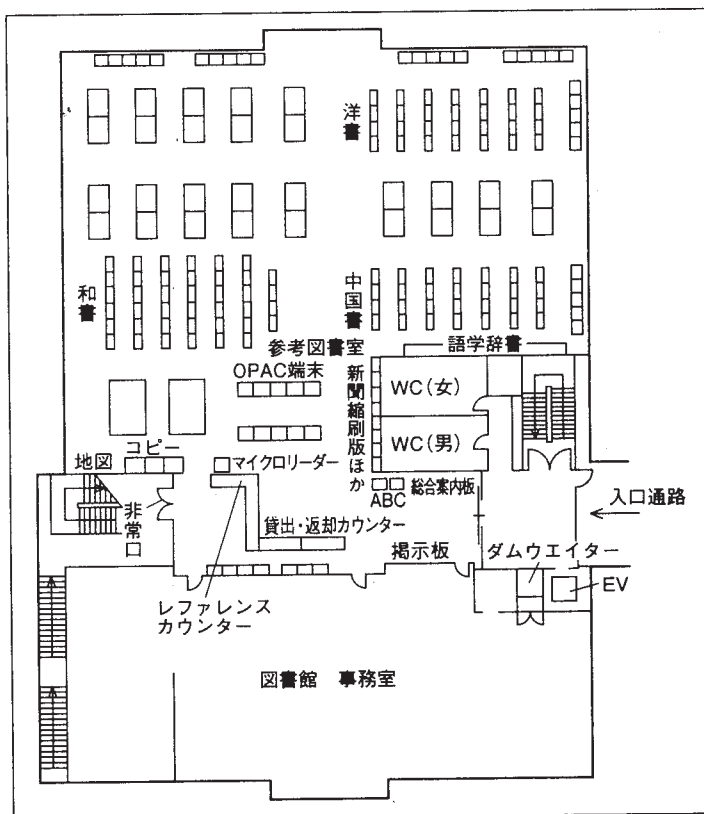 洋書
和書
中国書
参考図書室
語学辞書
OPAC端末
新聞縮刷版ほか
WC(女)
WC(男)
コピー
地図
マイクロリーダー
総合案内板
ABC
入口通路
非常口
貸出・返却カウンター
掲示板
ダムウエイター
EV
レファレンス
カウンター
図書館 事務室